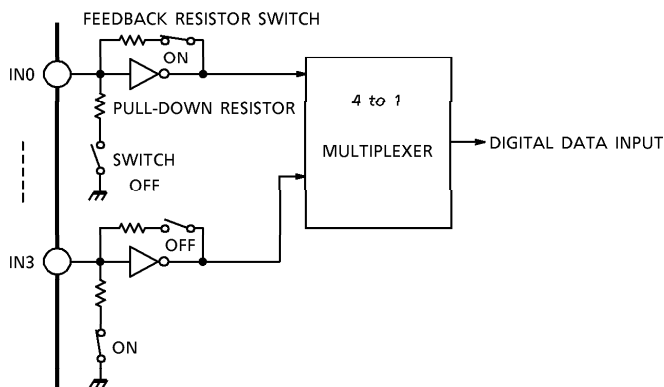 FEEDBACK RESISTOR SWITCH
ON
IN0
PULL-DOWN RESISTOR
SWITCH
OFF
4 to 1
MULTIPLEXER
DIGITAL DATA INPUT
OFF
IN3
ON